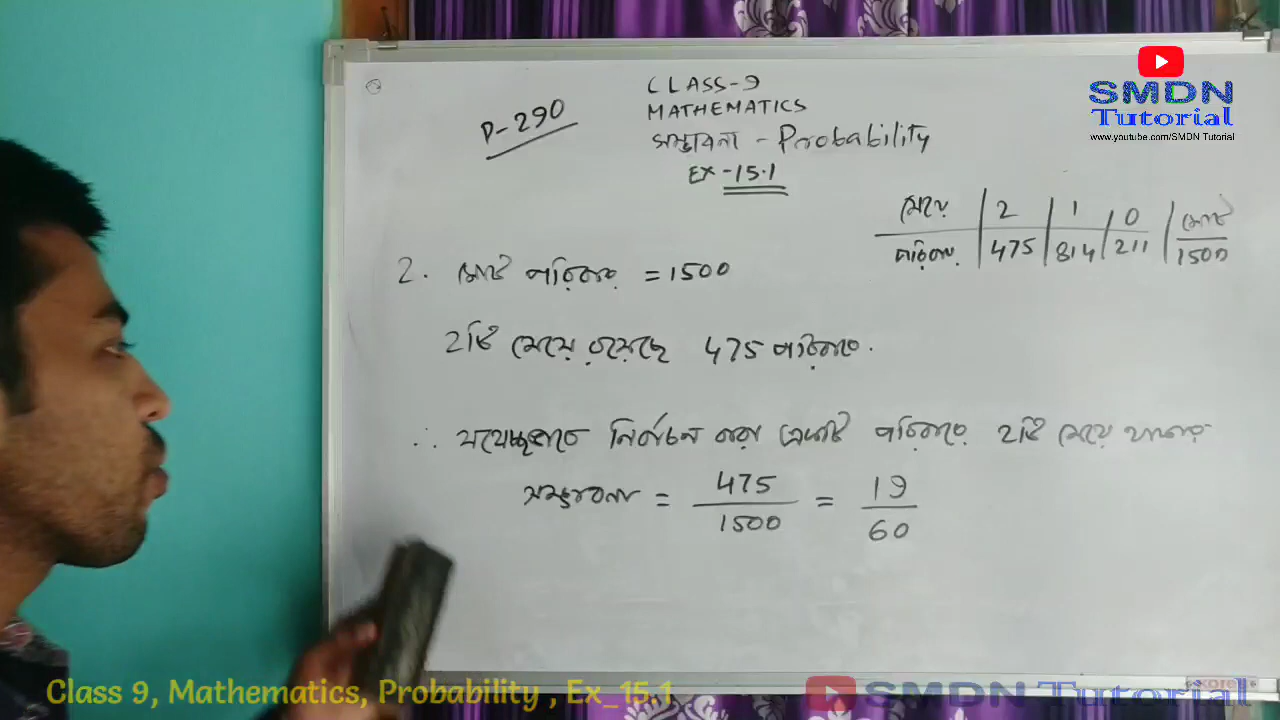 P-290
CLASS-9
MATHEMATICS
সম্ভাবনা - Probability
EX-15.1
SMDN
Tutorial
www.youtube.com/SMDN Tutorial
মেয়ে | 2 | 1 | 0 | মোট
পরিয়াল | 475 | 814 | 211 | 1500
2. মোট পরিয়াল = 1500
2টি মেয়ে রয়েছে 475 পরিয়ালে.
∴ যথেচ্ছভাবে নির্বাচন করা একটি পরিয়ালে 2টি মেয়ে থাকার
সম্ভাবনা = 475/1500 = 19/60
Class 9, Mathematics, Probability , Ex_15.1
SMDN Tutorial